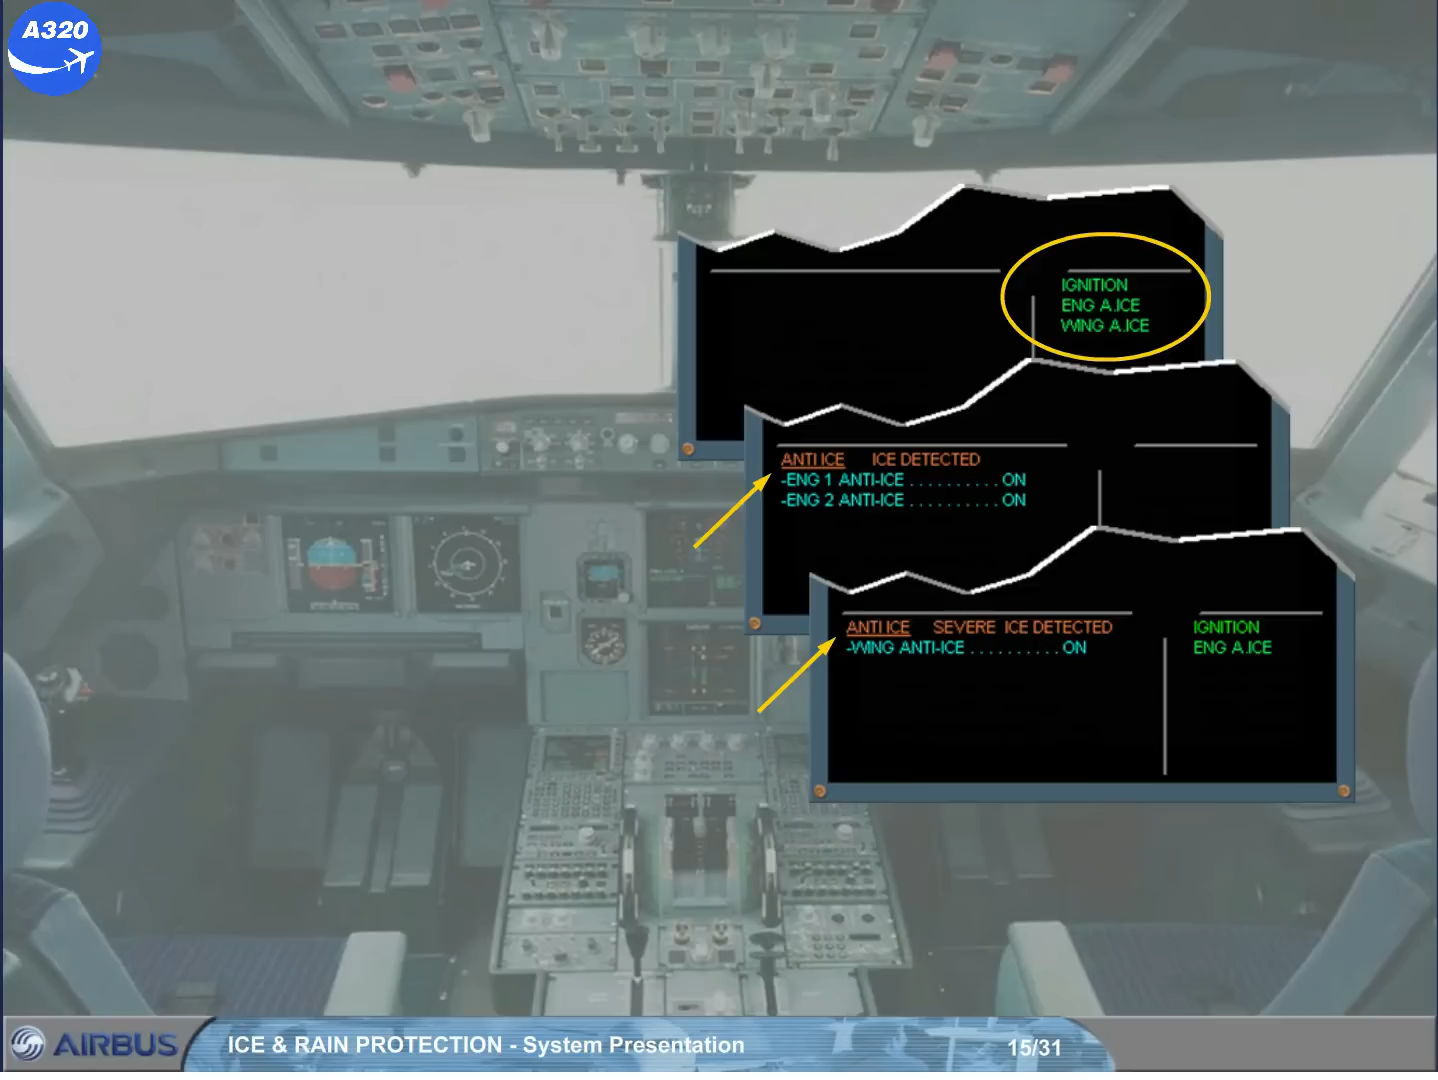 A320
IGNITION
ENG A.ICE
WING A.ICE
ANTI ICE ICE DETECTED
-ENG 1 ANTI-ICE . . . . . . . . . . ON
-ENG 2 ANTI-ICE . . . . . . . . . . ON
ANTI ICE SEVERE ICE DETECTED IGNITION
-WING ANTI-ICE . . . . . . . . . . ON ENG A.ICE
AIRBUS
ICE & RAIN PROTECTION - System Presentation
15/31